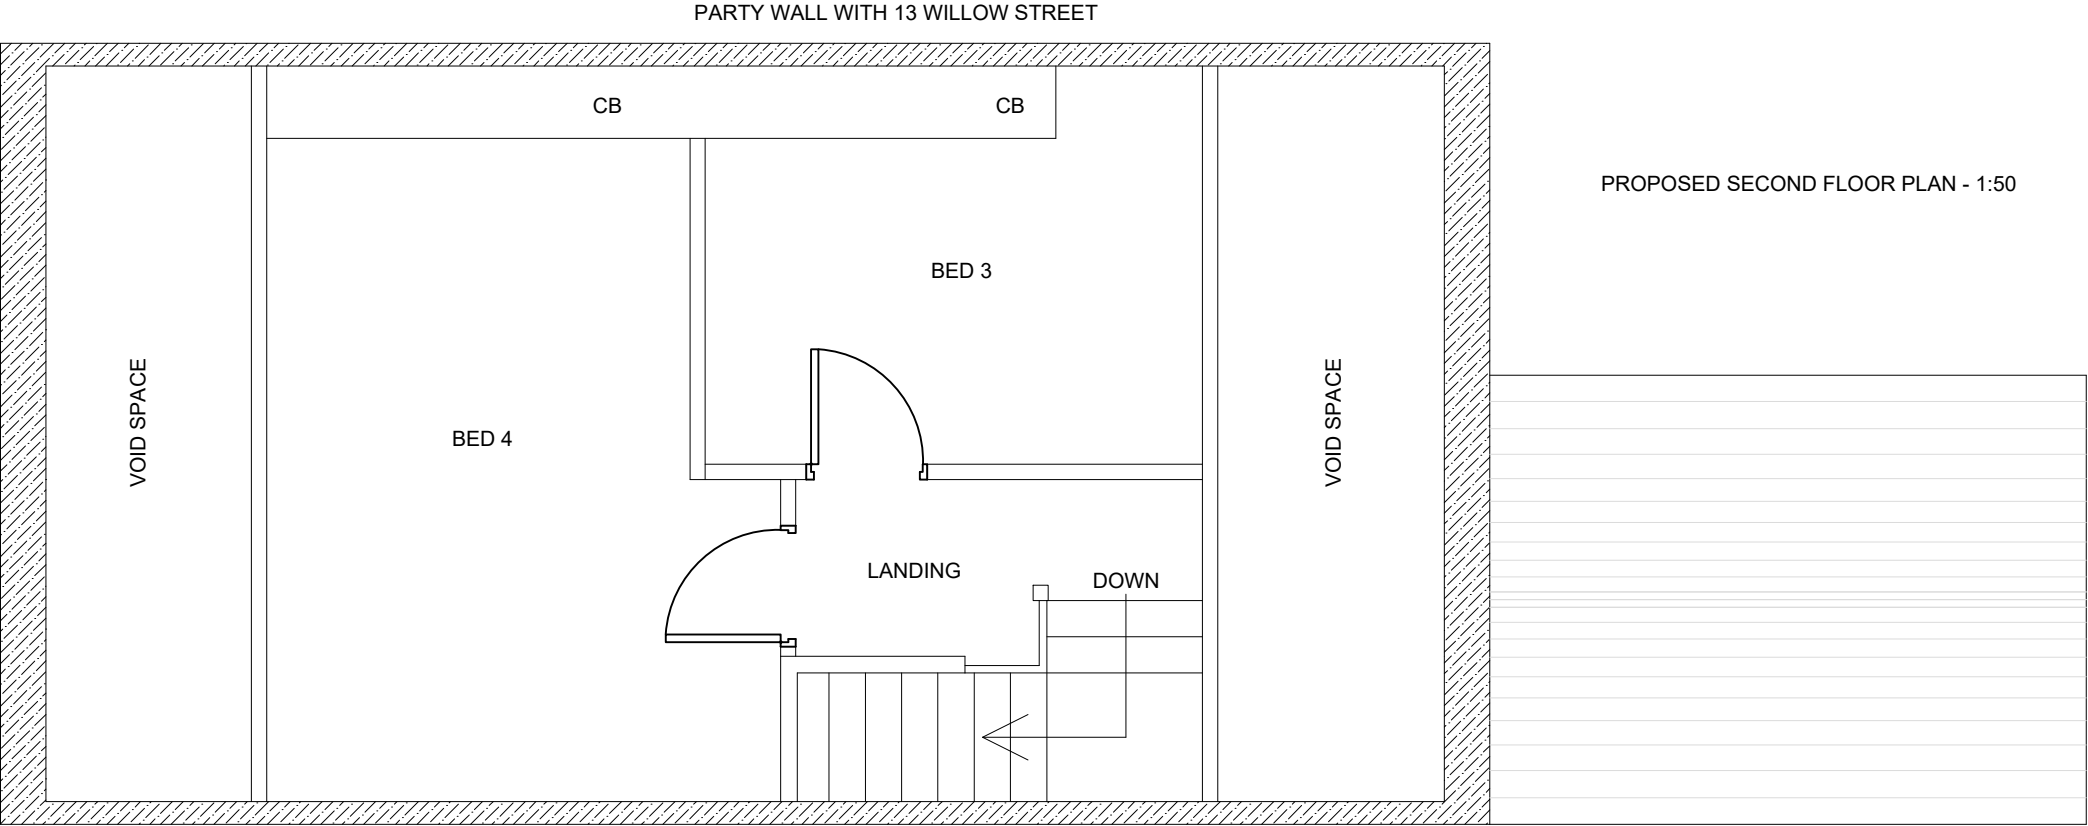 PARTY WALL WITH 13 WILLOW STREET
CB
CB
PROPOSED SECOND FLOOR PLAN - 1:50
BED 3
VOID SPACE
BED 4
VOID SPACE
LANDING
DOWN